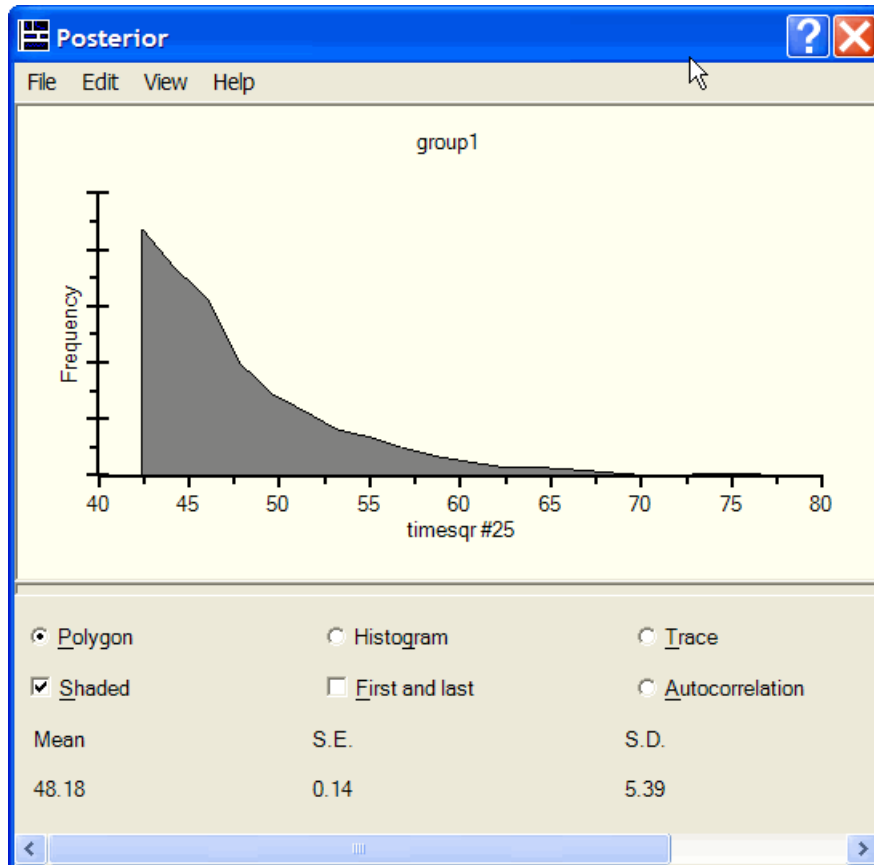 Posterior
File Edit View Help
group1
Frequency
40 45 50 55 60 65 70 75 80
timesqr #25
Polygon Histogram Trace
Shaded First and last Autocorrelation
Mean S.E. S.D.
48.18 0.14 5.39